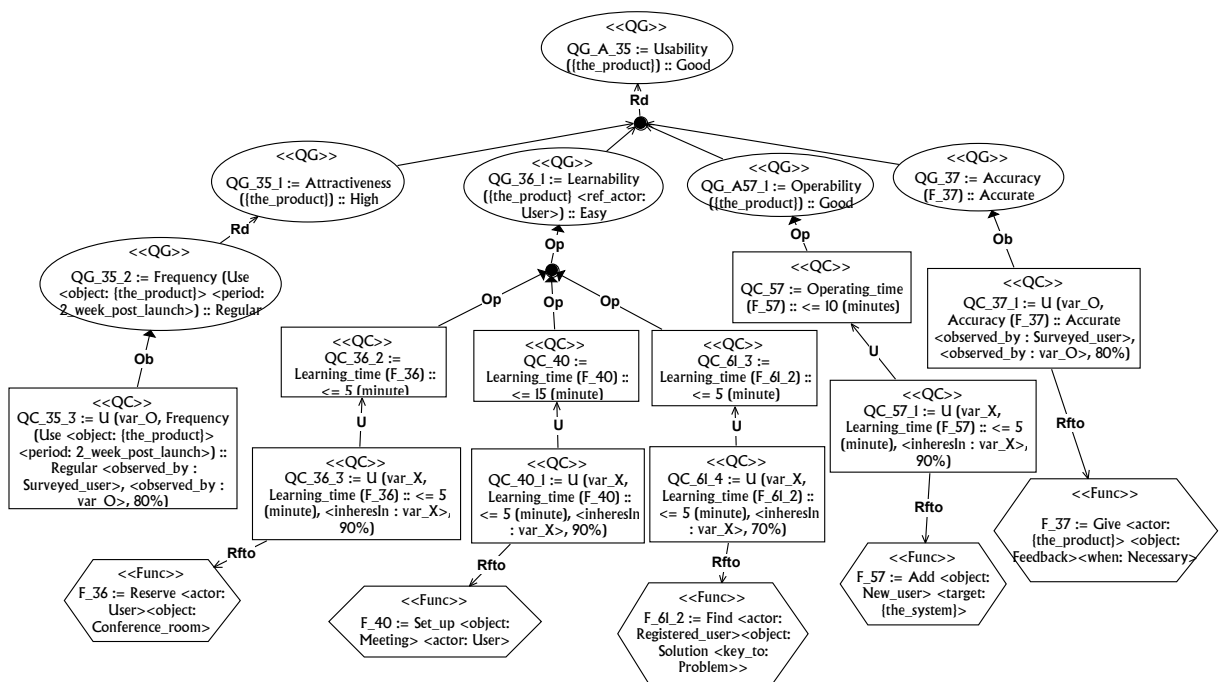 <<QG>>
QG_A_35 := Usability
({the_product}) :: Good
Rd
<<QG>>
QG_35_1 := Attractiveness
({the_product}) :: High
<<QG>>
QG_36_1 := Learnability
({the_product} <ref_actor:
User>) :: Easy
<<QG>>
QG_A57_1 := Operability
({the_product}) :: Good
<<QG>>
QG_37 := Accuracy
(F_37) :: Accurate
Rd
Op
Op
Ob
<<QG>>
QG_35_2 := Frequency (Use
<object: {the_product}> <period:
2_week_post_launch>) :: Regular
<<QC>>
QC_57 := Operating_time
(F_57) :: <= 10 (minutes)
<<QC>>
QC_37_1 := U (var_O,
Accuracy (F_37) :: Accurate
<observed_by : Surveyed_user>,
<observed_by : var_O>, 80%)
Op
Op
Op
Ob
U
<<QC>>
QC_36_2 :=
Learning_time (F_36) ::
<= 5 (minute)
<<QC>>
QC_40 :=
Learning_time (F_40) ::
<= 15 (minute)
<<QC>>
QC_61_3 :=
Learning_time (F_61_2) ::
<= 5 (minute)
<<QC>>
QC_35_3 := U (var_O, Frequency
(Use <object: {the_product}>
<period: 2_week_post_launch>) ::
Regular <observed_by :
Surveyed_user>, <observed_by :
var_O>, 80%)
U
U
U
<<QC>>
QC_57_1 := U (var_X,
Learning_time (F_57) :: <= 5
(minute), <inheresIn : var_X>,
90%)
Rfto
<<QC>>
QC_36_3 := U (var_X,
Learning_time (F_36) :: <= 5
(minute), <inheresIn : var_X>,
90%)
<<QC>>
QC_40_1 := U (var_X,
Learning_time (F_40) ::
<= 5 (minute), <inheresIn
: var_X>, 90%)
<<QC>>
QC_61_4 := U (var_X,
Learning_time (F_61_2) ::
<= 5 (minute), <inheresIn
: var_X>, 70%)
Rfto
Rfto
Rfto
Rfto
<<Func>>
F_37 := Give <actor:
{the_product}> <object:
Feedback><when: Necessary>
<<Func>>
F_36 := Reserve <actor:
User><object:
Conference_room>
<<Func>>
F_40 := Set_up <object:
Meeting> <actor: User>
<<Func>>
F_61_2 := Find <actor:
Registered_user><object:
Solution <key_to:
Problem>>
<<Func>>
F_57 := Add <object:
New_user> <target:
{the_system}>